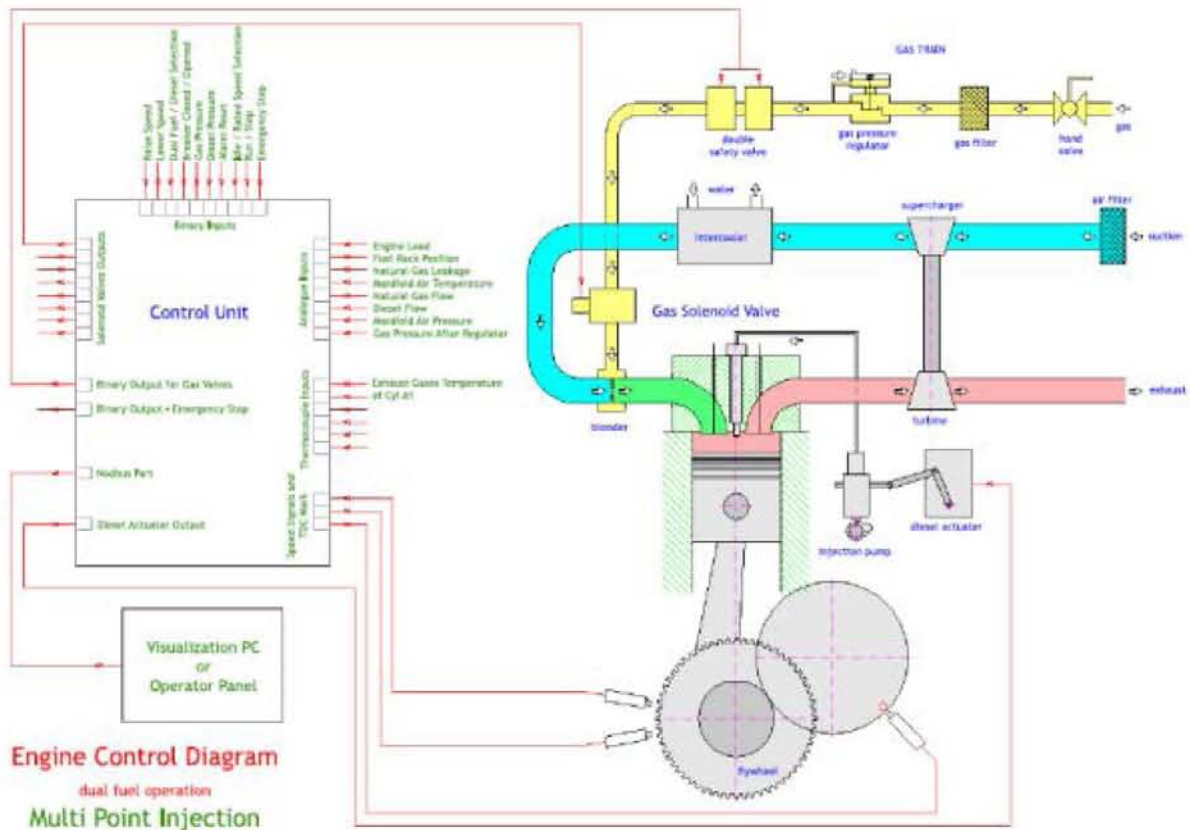 Raise Speed
Lower Speed
Dual Fuel / Diesel Selection
Breaker Closed / Opened
Gas Pressure
Diesel Pressure
Alarm Reset
Idle / Rated Speed Selection
Run / Stop
Emergency Stop
Binary Inputs
GAS TRAIN
double
safety valve
gas pressure
regulator
gas filter
hand
valve
gas
water
intercooler
supercharger
air filter
suction
Solenoid Valves Outputs
Control Unit
Analogue Inputs
Engine Load
Fuel Rack Position
Natural Gas Leakage
Manifold Air Temperature
Natural Gas Flow
Diesel Flow
Manifold Air Pressure
Gas Pressure After Regulator
Gas Solenoid Valve
Binary Output for Gas Valves
Binary Output - Emergency Stop
Thermocouple Inputs
Exhaust Gases Temperature
of Cyl A1
blender
turbine
exhaust
Modbus Port
Diesel Actuator Output
Speed Signals and
TDC Mark
injection pump
diesel actuator
Visualization PC
or
Operator Panel
flywheel
Engine Control Diagram
dual fuel operation
Multi Point Injection